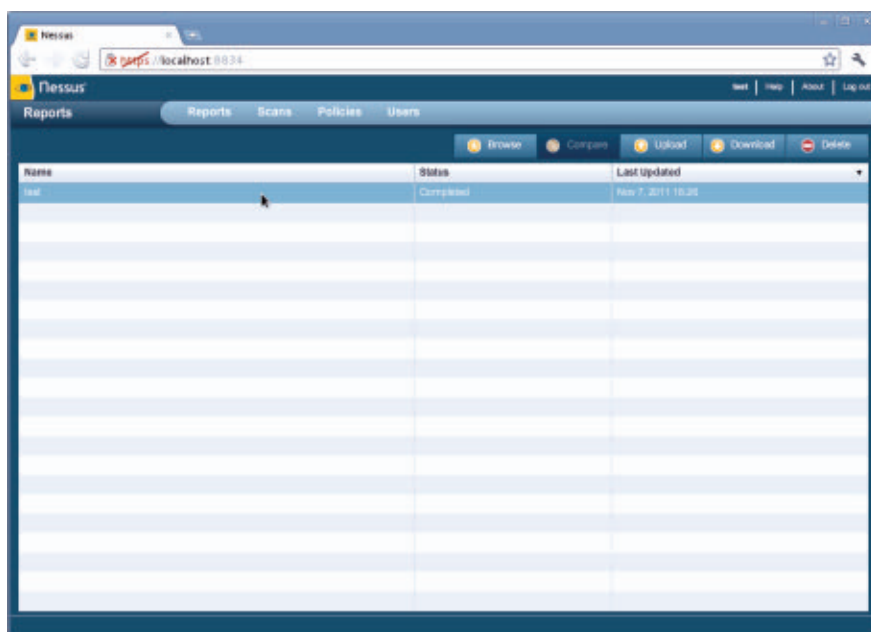 Nessus
https://localhost:8834
Nessus
test Help About Log out
Reports
Reports Scans Policies Users
Browse Compare Upload Download Delete
Name Status Last Updated
test Completed Nov 7, 2011 18:26